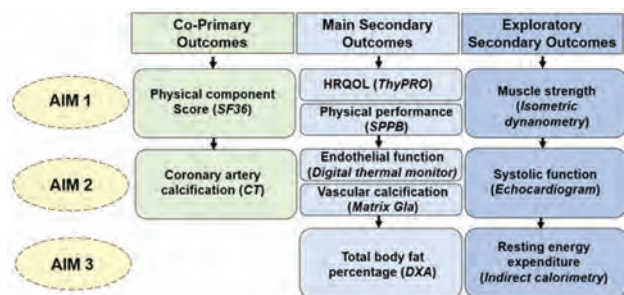 Co-Primary
Outcomes
Main Secondary
Outcomes
Exploratory
Secondary Outcomes
AIM 1
Physical component
Score (SF36)
HRQOL (ThyPRO)
Physical performance
(SPPB)
Muscle strength
(Isometric
dynanometry)
AIM 2
Coronary artery
calcification (CT)
Endothelial function
(Digital thermal monitor)
Vascular calcification
(Matrix Gla)
Systolic function
(Echocardiogram)
AIM 3
Total body fat
percentage (DXA)
Resting energy
expenditure
(Indirect calorimetry)